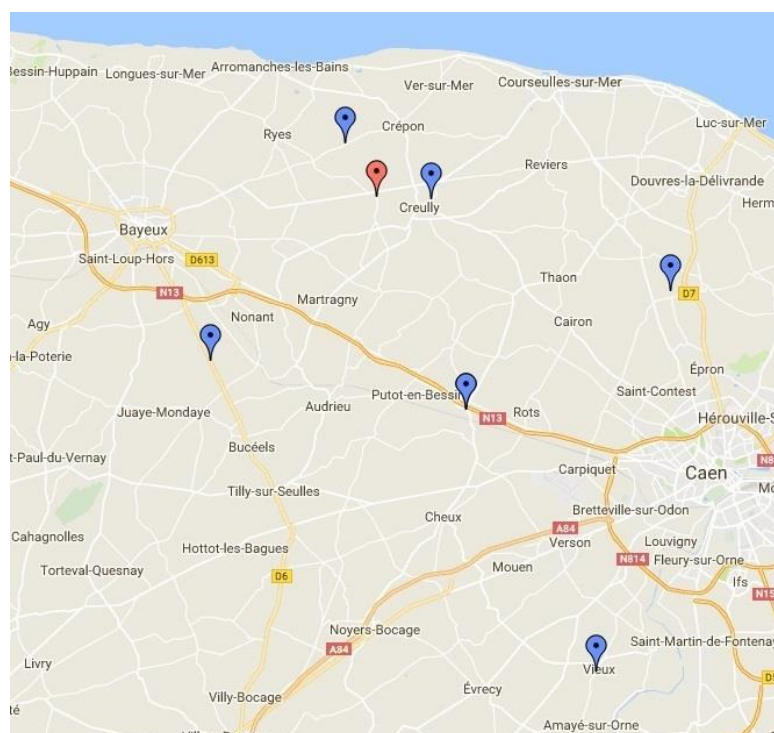 Bessin-Huppain
Longues-sur-Mer
Arromanches-les-Bains
Ver-sur-Mer
Courseulles-sur-Mer
Ryes
Crépon
Luc-sur-Mer
Reviers
Douvres-la-Délivrande
Creully
Herm
Bayeux
Saint-Loup-Hors
D613
Thaon
N13
Martragny
D7
Nonant
Cairon
Agy
n-la-Poterie
Épron
Putot-en-Bessin
Saint-Contest
Juaye-Mondaye
Audrieu
Rots
N13
Hérouville-S
Bucéels
t-Paul-du-Vernay
N8
Carpiquet
Caen
Tilly-sur-Seulles
Mo
Cheux
Bretteville-sur-Odon
A84
Cahagnolles
Verson
Louvigny
Hottot-les-Bagues
N814
Fleury-sur-Orne
Torteval-Quesnay
D6
Mouen
Ifs
N15
Noyers-Bocage
Saint-Martin-de-Fontenay
A84
Livry
Vieux
D5
Villy-Bocage
Évrecy
té
Amayé-sur-Orne